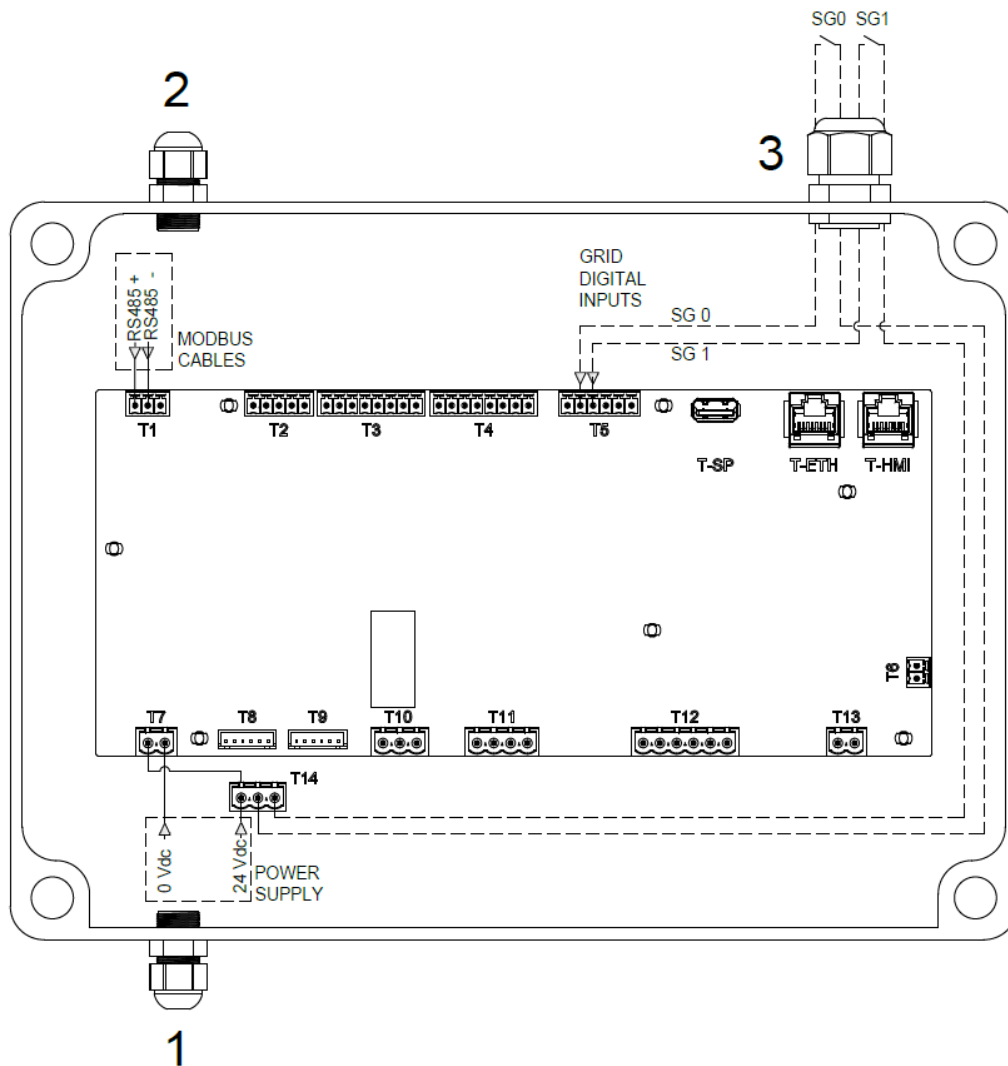 SG0 SG1
2
3
GRID
DIGITAL
INPUTS
RS485 +
RS485 -
MODBUS
CABLES
SG 0
SG 1
T1
T2
T3
T4
T5
T-SP
T-ETH
T-HMI
T6
T7
T8
T9
T10
T11
T12
T13
T14
0 Vdc
24 Vdc
POWER
SUPPLY
1